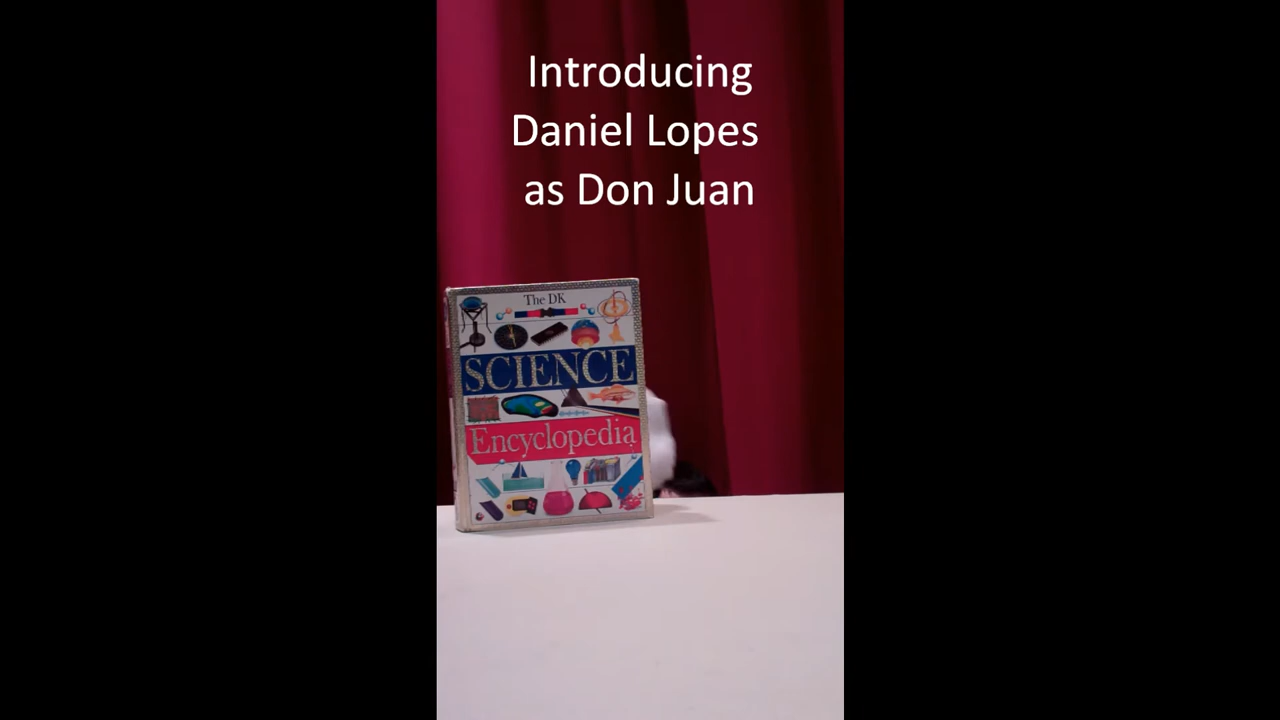 Introducing
Daniel Lopes
as Don Juan
The DK
SCIENCE
Encyclopedia